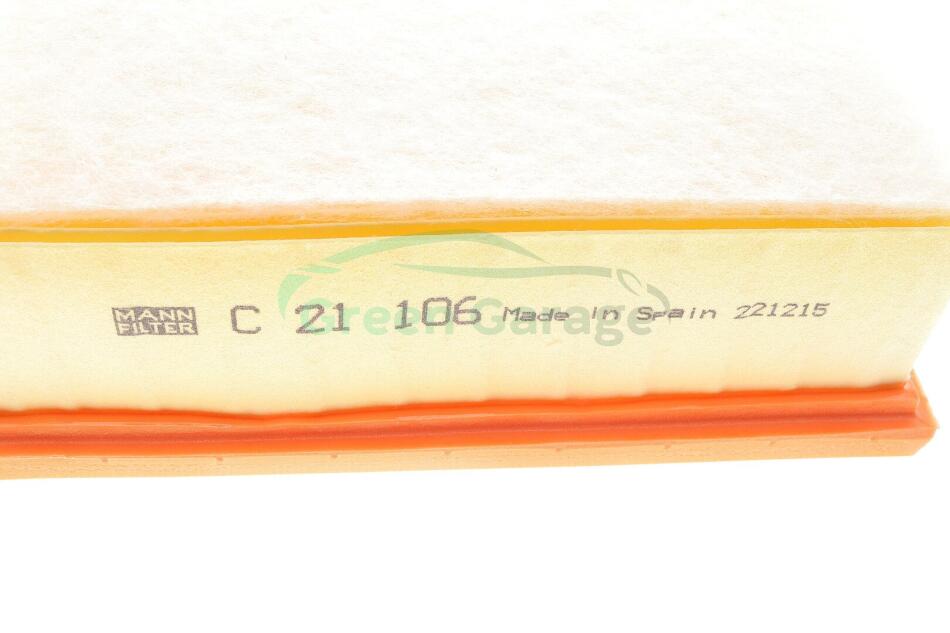 MANN FILTER C 21 106 Made in Spain 221215
Green Garage